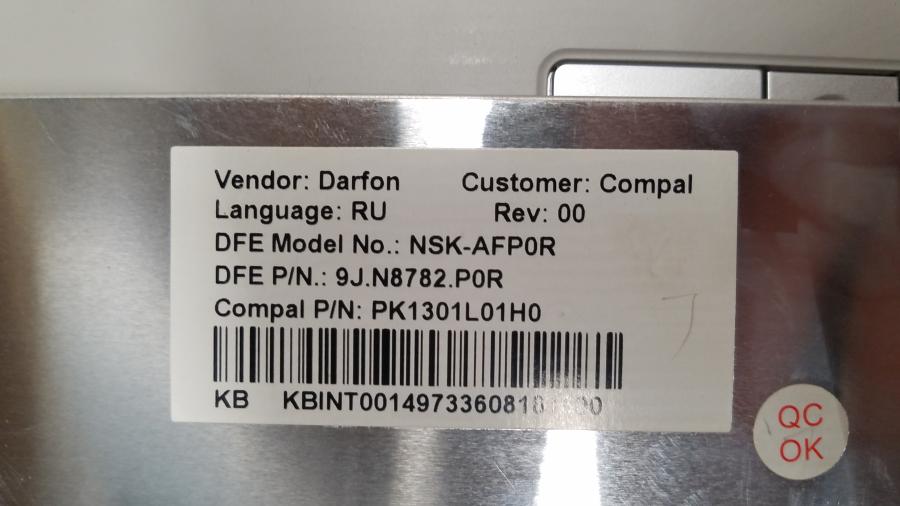 Vendor: Darfon Customer: Compal
Language: RU Rev: 00
DFE Model No.: NSK-AFP0R
DFE P/N.: 9J.N8782.P0R
Compal P/N: PK1301L01H0
KB
QC
OK